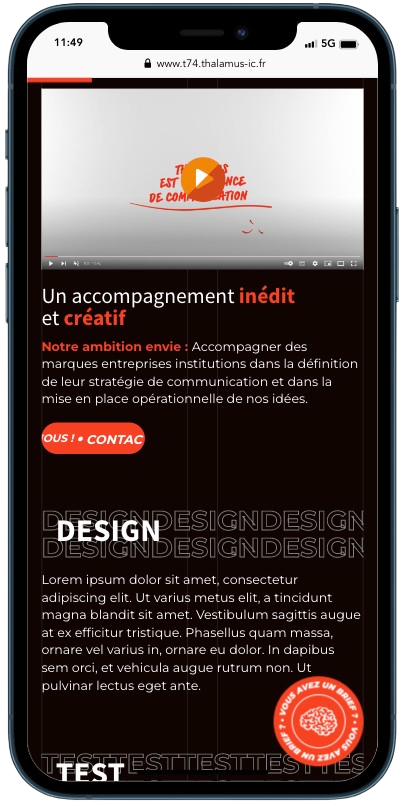 11:49
5G
www.t74.thalamus-ic.fr
EST
DE
Un accompagnement inédit
et créatif
Notre ambition envie : Accompagner des
marques entreprises institutions dans la définition
de leur stratégie de communication et dans la
mise en place opérationnelle de nos idées.
OUS ! • CONTAC
DESIGNDESIGNDESIGN
DESIGN
DESIGNDESIGNDESIGN
Lorem ipsum dolor sit amet, consectetur
adipiscing elit. Ut varius metus elit, a tincidunt
magna blandit sit amet. Vestibulum sagittis augue
at ex efficitur tristique. Phasellus quam massa,
ornare vel varius in, ornare eu dolor. In dapibus
sem orci, et vehicula augue rutrum non. Ut
pulvinar lectus eget ante.
VOUS AVEZ UN BRIEF ? • VOUS AVEZ UN BRIEF ? •
TESTTESTTESTTESTTES
TEST